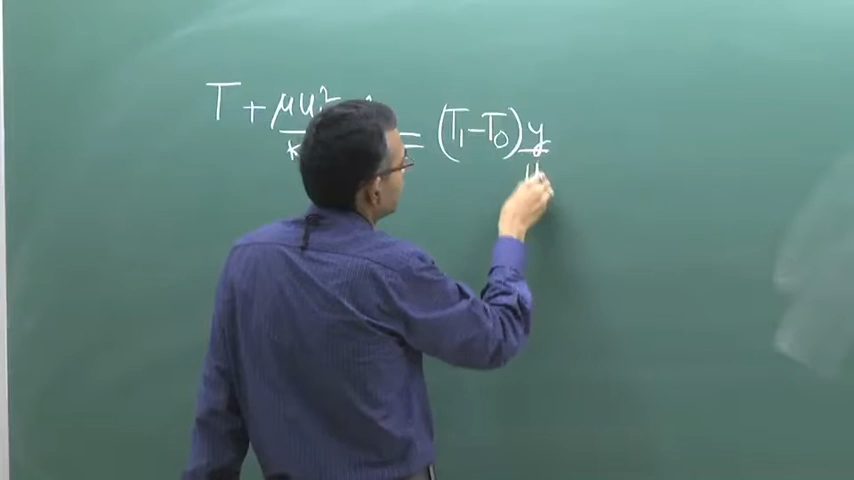 T + μu² = (T₁-T₀) y
K H